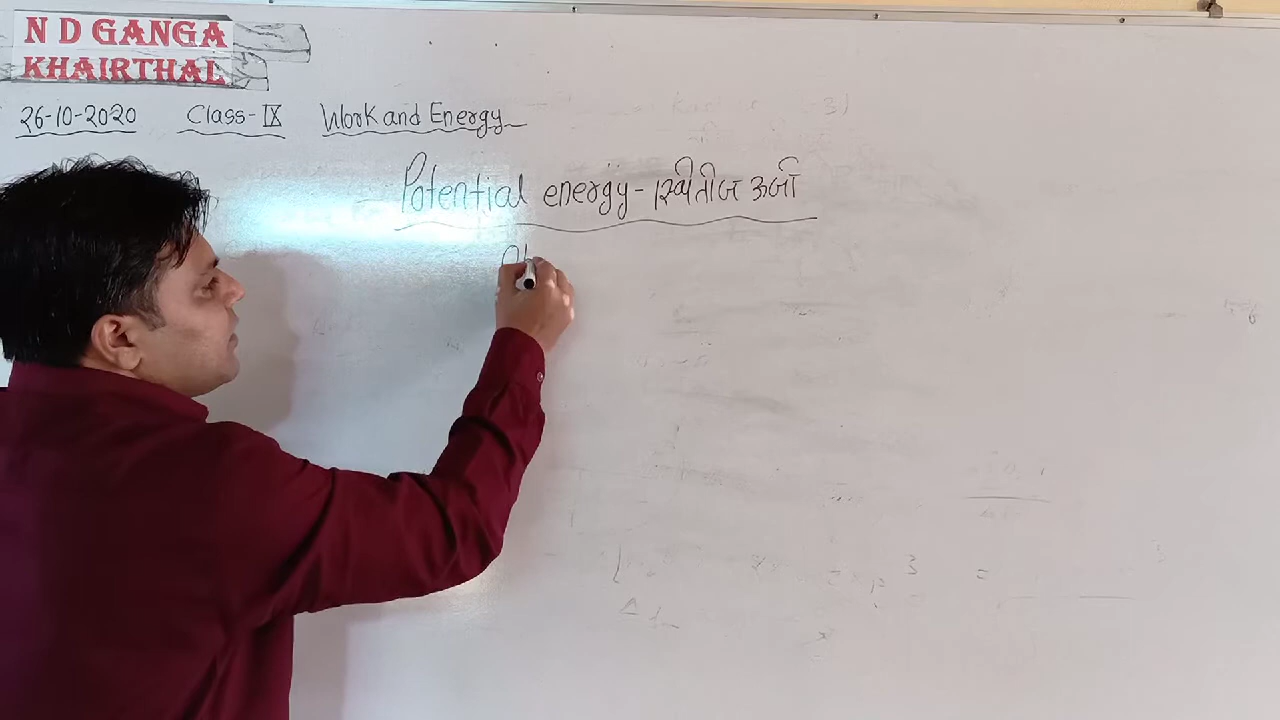 N D GANGA
KHAIRTHAL
26-10-2020 Class-IX Work and Energy
Potential energy - स्थितीज ऊर्जा